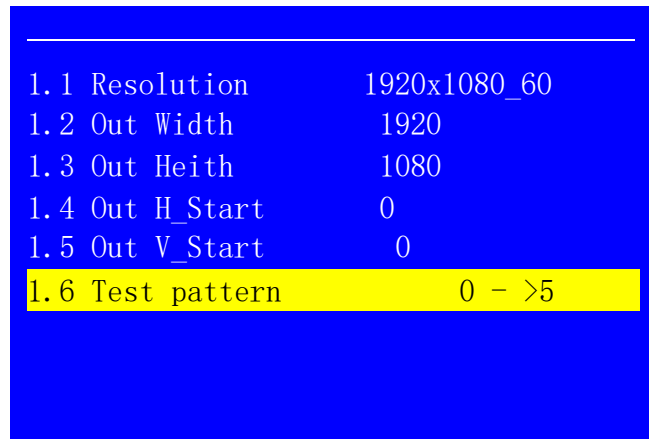 1.1 Resolution 1920x1080_60
1.2 Out Width 1920
1.3 Out Heith 1080
1.4 Out H_Start 0
1.5 Out V_Start 0
1.6 Test pattern 0 - >5